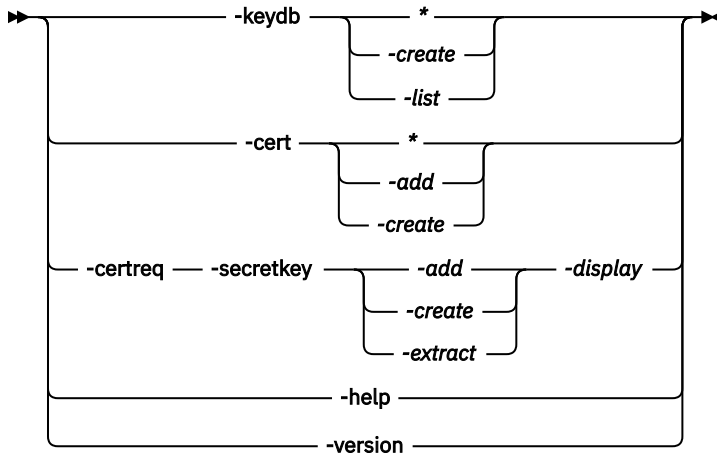 -keydb *
-create
-list
-cert *
-add
-create
-certreq -secretkey -add -display
-create
-extract
-help
-version